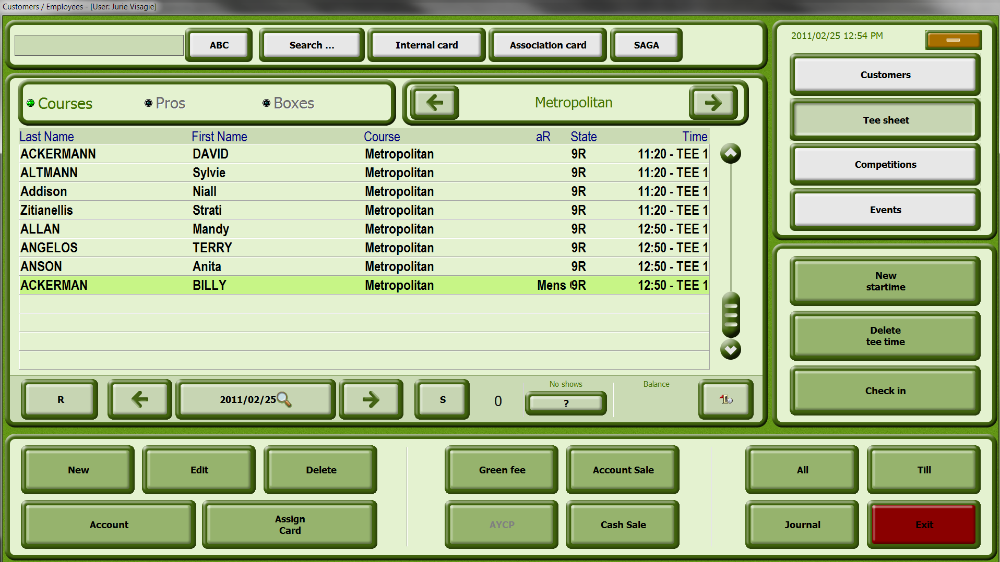 Customers / Employees - [User: Jurie Visagie]
ABC Search ... Internal card Association card SAGA
2011/02/25 12:54 PM
Customers
Tee sheet
Competitions
Events
Courses Pros Boxes
Metropolitan
Last Name First Name Course aR State Time
ACKERMANN DAVID Metropolitan 9R 11:20 - TEE 1
ALTMANN Sylvie Metropolitan 9R 11:20 - TEE 1
Addison Niall Metropolitan 9R 11:20 - TEE 1
Zitianellis Strati Metropolitan 9R 11:20 - TEE 1
ALLAN Mandy Metropolitan 9R 12:50 - TEE 1
ANGELOS TERRY Metropolitan 9R 12:50 - TEE 1
ANSON Anita Metropolitan 9R 12:50 - TEE 1
ACKERMAN BILLY Metropolitan Mens 9R 12:50 - TEE 1
New
startime
Delete
tee time
Check in
R 2011/02/25 S 0
No shows
?
Balance
New Edit Delete Green fee Account Sale All Till
Account
Assign
Card
AYCP Cash Sale Journal Exit